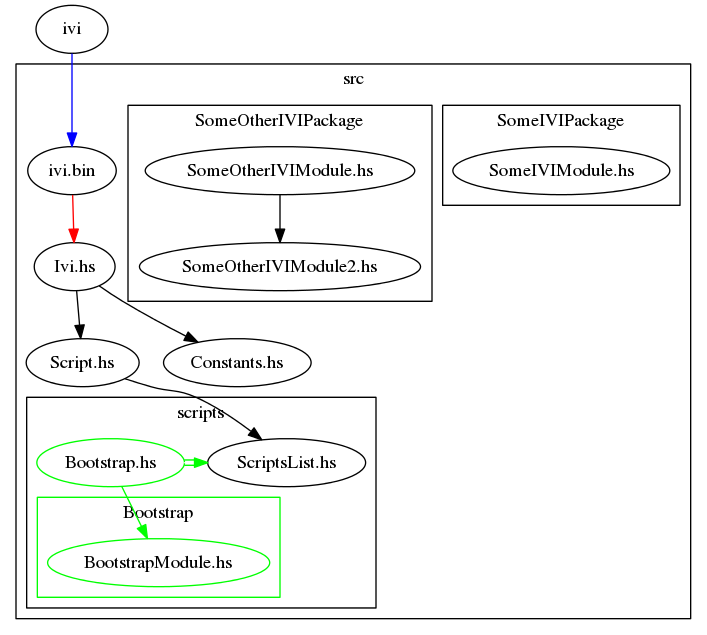 ivi
src
SomeOtherIVIPackage
SomeIVIPackage
ivi.bin
SomeOtherIVIModule.hs
SomeIVIModule.hs
Ivi.hs
SomeOtherIVIModule2.hs
Script.hs
Constants.hs
scripts
Bootstrap.hs
ScriptsList.hs
Bootstrap
BootstrapModule.hs